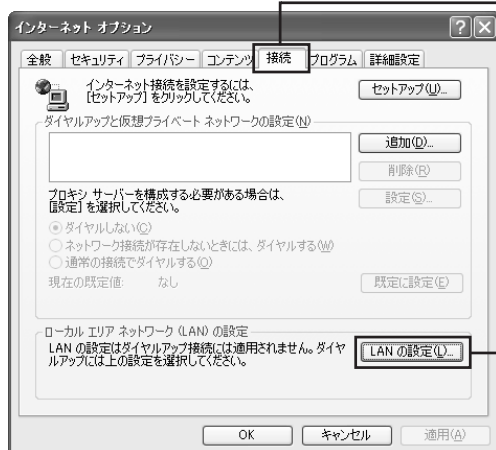 インターネット オプション
全般 セキュリティ プライバシー コンテンツ 接続 プログラム 詳細設定
インターネット接続を設定するには、
[セットアップ] をクリックしてください。
セットアップ(U)...
ダイヤルアップと仮想プライベート ネットワークの設定(N)
追加(D)...
削除(R)
プロキシ サーバーを構成する必要がある場合は、
[設定] を選択してください。
設定(S)...
ダイヤルしない(C)
ネットワーク接続が存在しないときには、ダイヤルする(W)
通常の接続でダイヤルする(O)
現在の既定値: なし
既定に設定(E)
ローカル エリア ネットワーク (LAN) の設定
LAN の設定はダイヤルアップ接続には適用されません。ダイヤ
ルアップには上の設定を選択してください。
LAN の設定(L)...
OK キャンセル 適用(A)